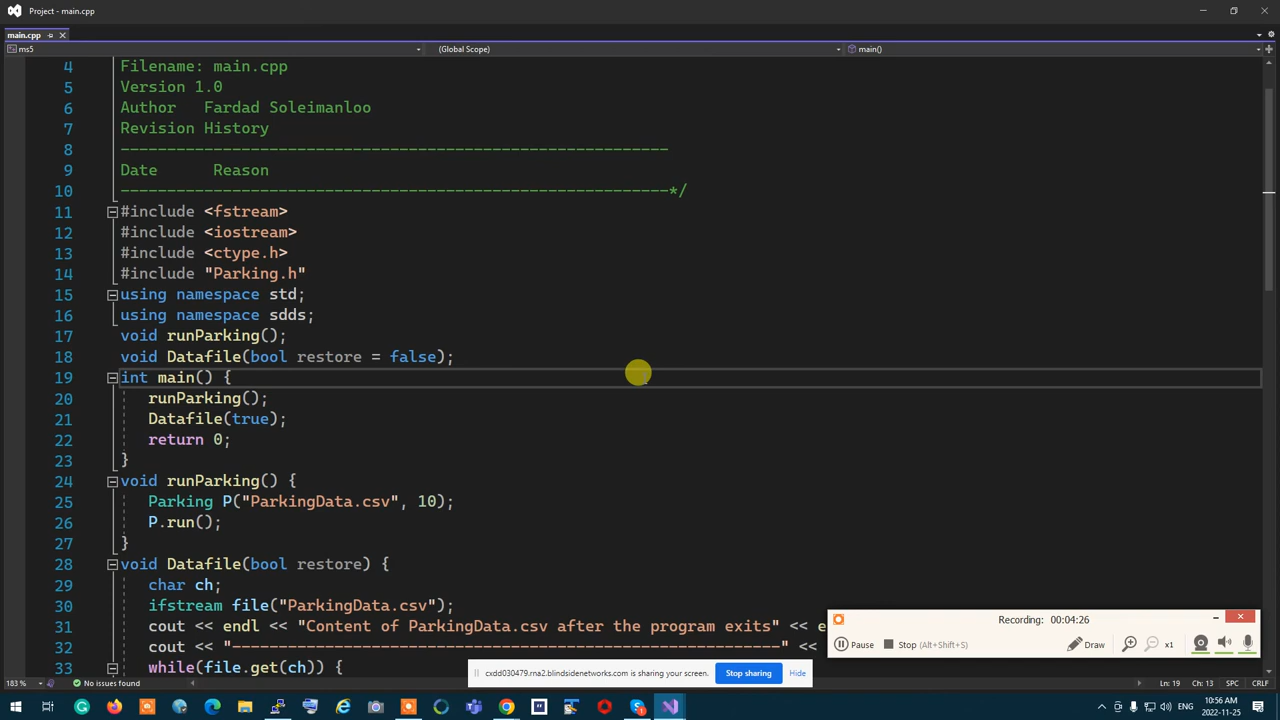 Project - main.cpp
main.cpp
ms5
(Global Scope)
main()
4 Filename: main.cpp
5 Version 1.0
6 Author   Fardad Soleimanloo
7 Revision History
8 -----------------------------------------------------------
9 Date      Reason
10 -----------------------------------------------------------*/
11 #include <fstream>
12 #include <iostream>
13 #include <ctype.h>
14 #include "Parking.h"
15 using namespace std;
16 using namespace sdds;
17 void runParking();
18 void Datafile(bool restore = false);
19 int main() {
20 runParking();
21 Datafile(true);
22 return 0;
23 }
24 void runParking() {
25 Parking P("ParkingData.csv", 10);
26 P.run();
27 }
28 void Datafile(bool restore) {
29 char ch;
30 ifstream file("ParkingData.csv");
31 cout << endl << "Content of ParkingData.csv after the program exits" << e
32 cout << "-----------------------------------------------------------" <<
33 while(file.get(ch)) {
Recording: 00:04:26
Pause
Stop (Alt+Shift+S)
Draw
x1
cxdd030479.rna2.blindsidenetworks.com is sharing your screen.
Stop sharing
Hide
183 %
No issues found
Ln: 19
Ch: 13
SPC
CRLF
ENG
10:56 AM
2022-11-25